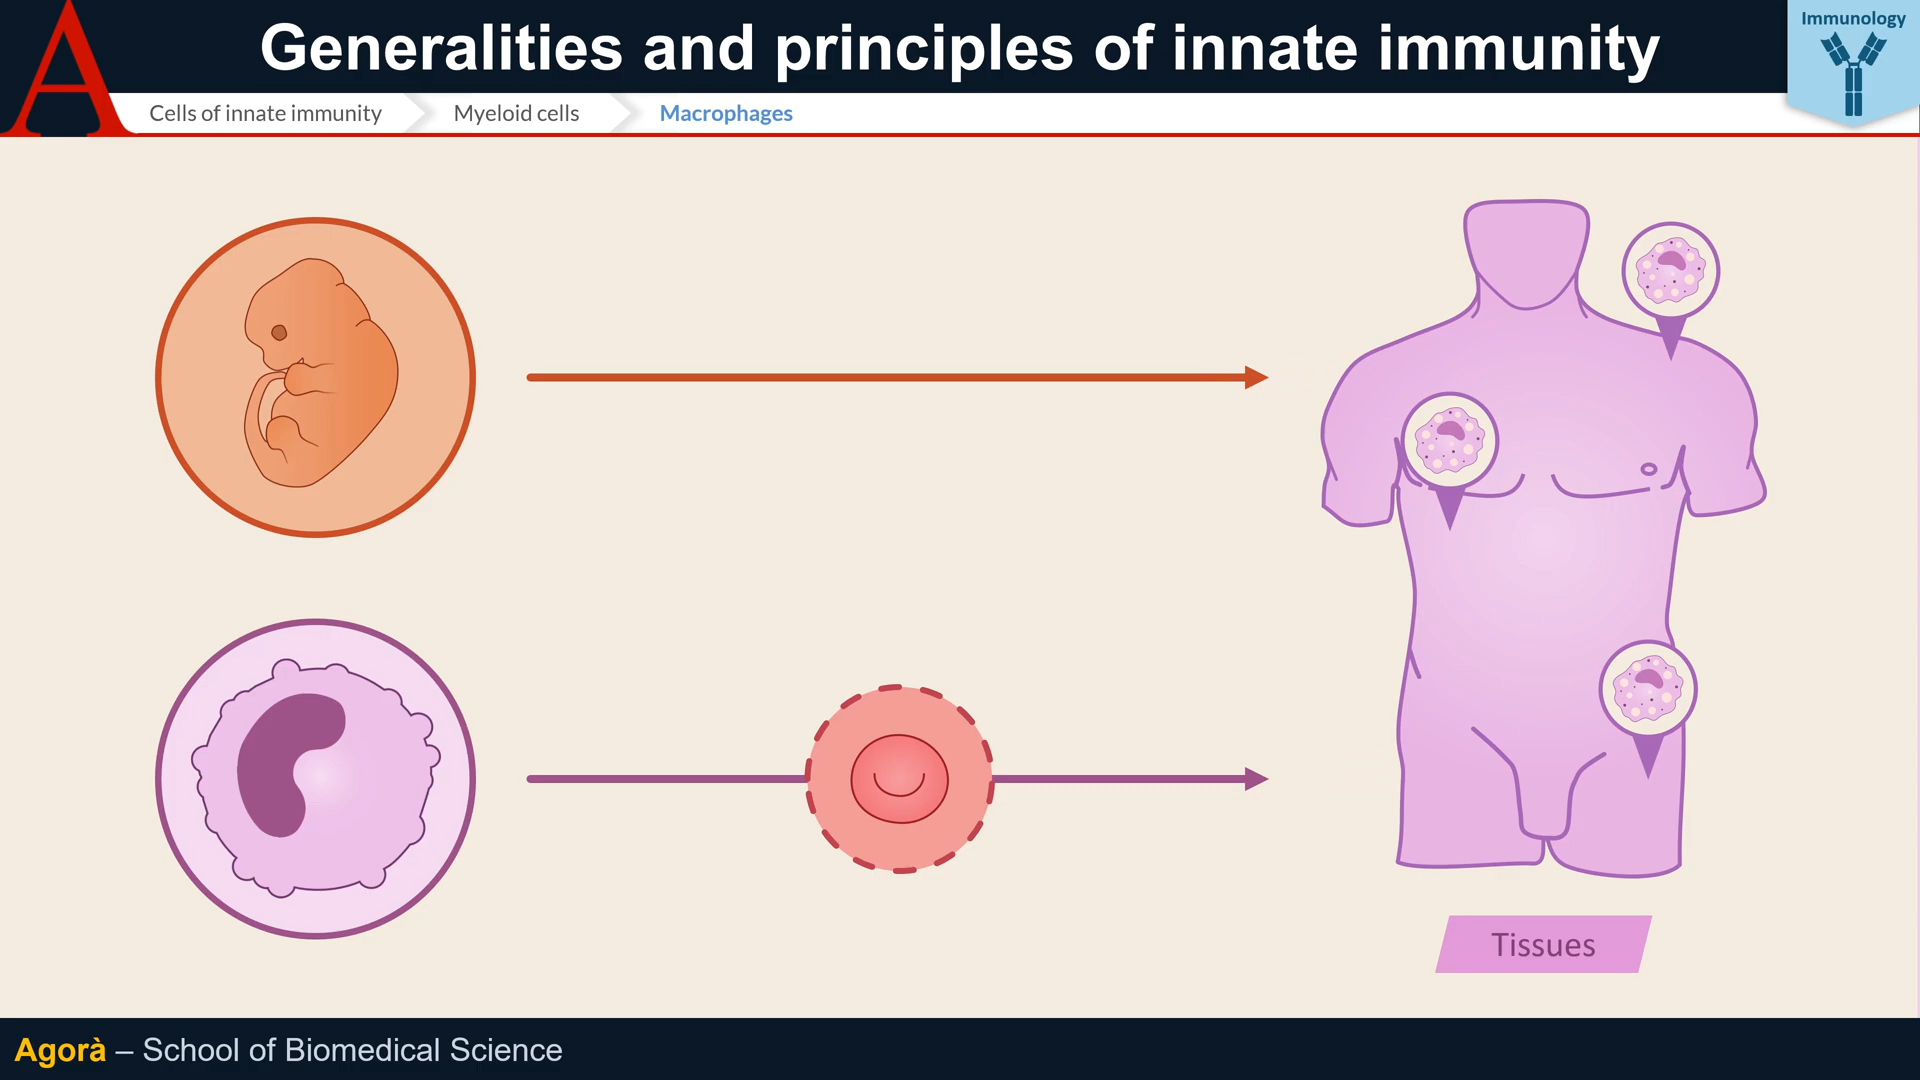 Generalities and principles of innate immunity
Immunology
Cells of innate immunity
Myeloid cells
Macrophages
Tissues
Agorà – School of Biomedical Science